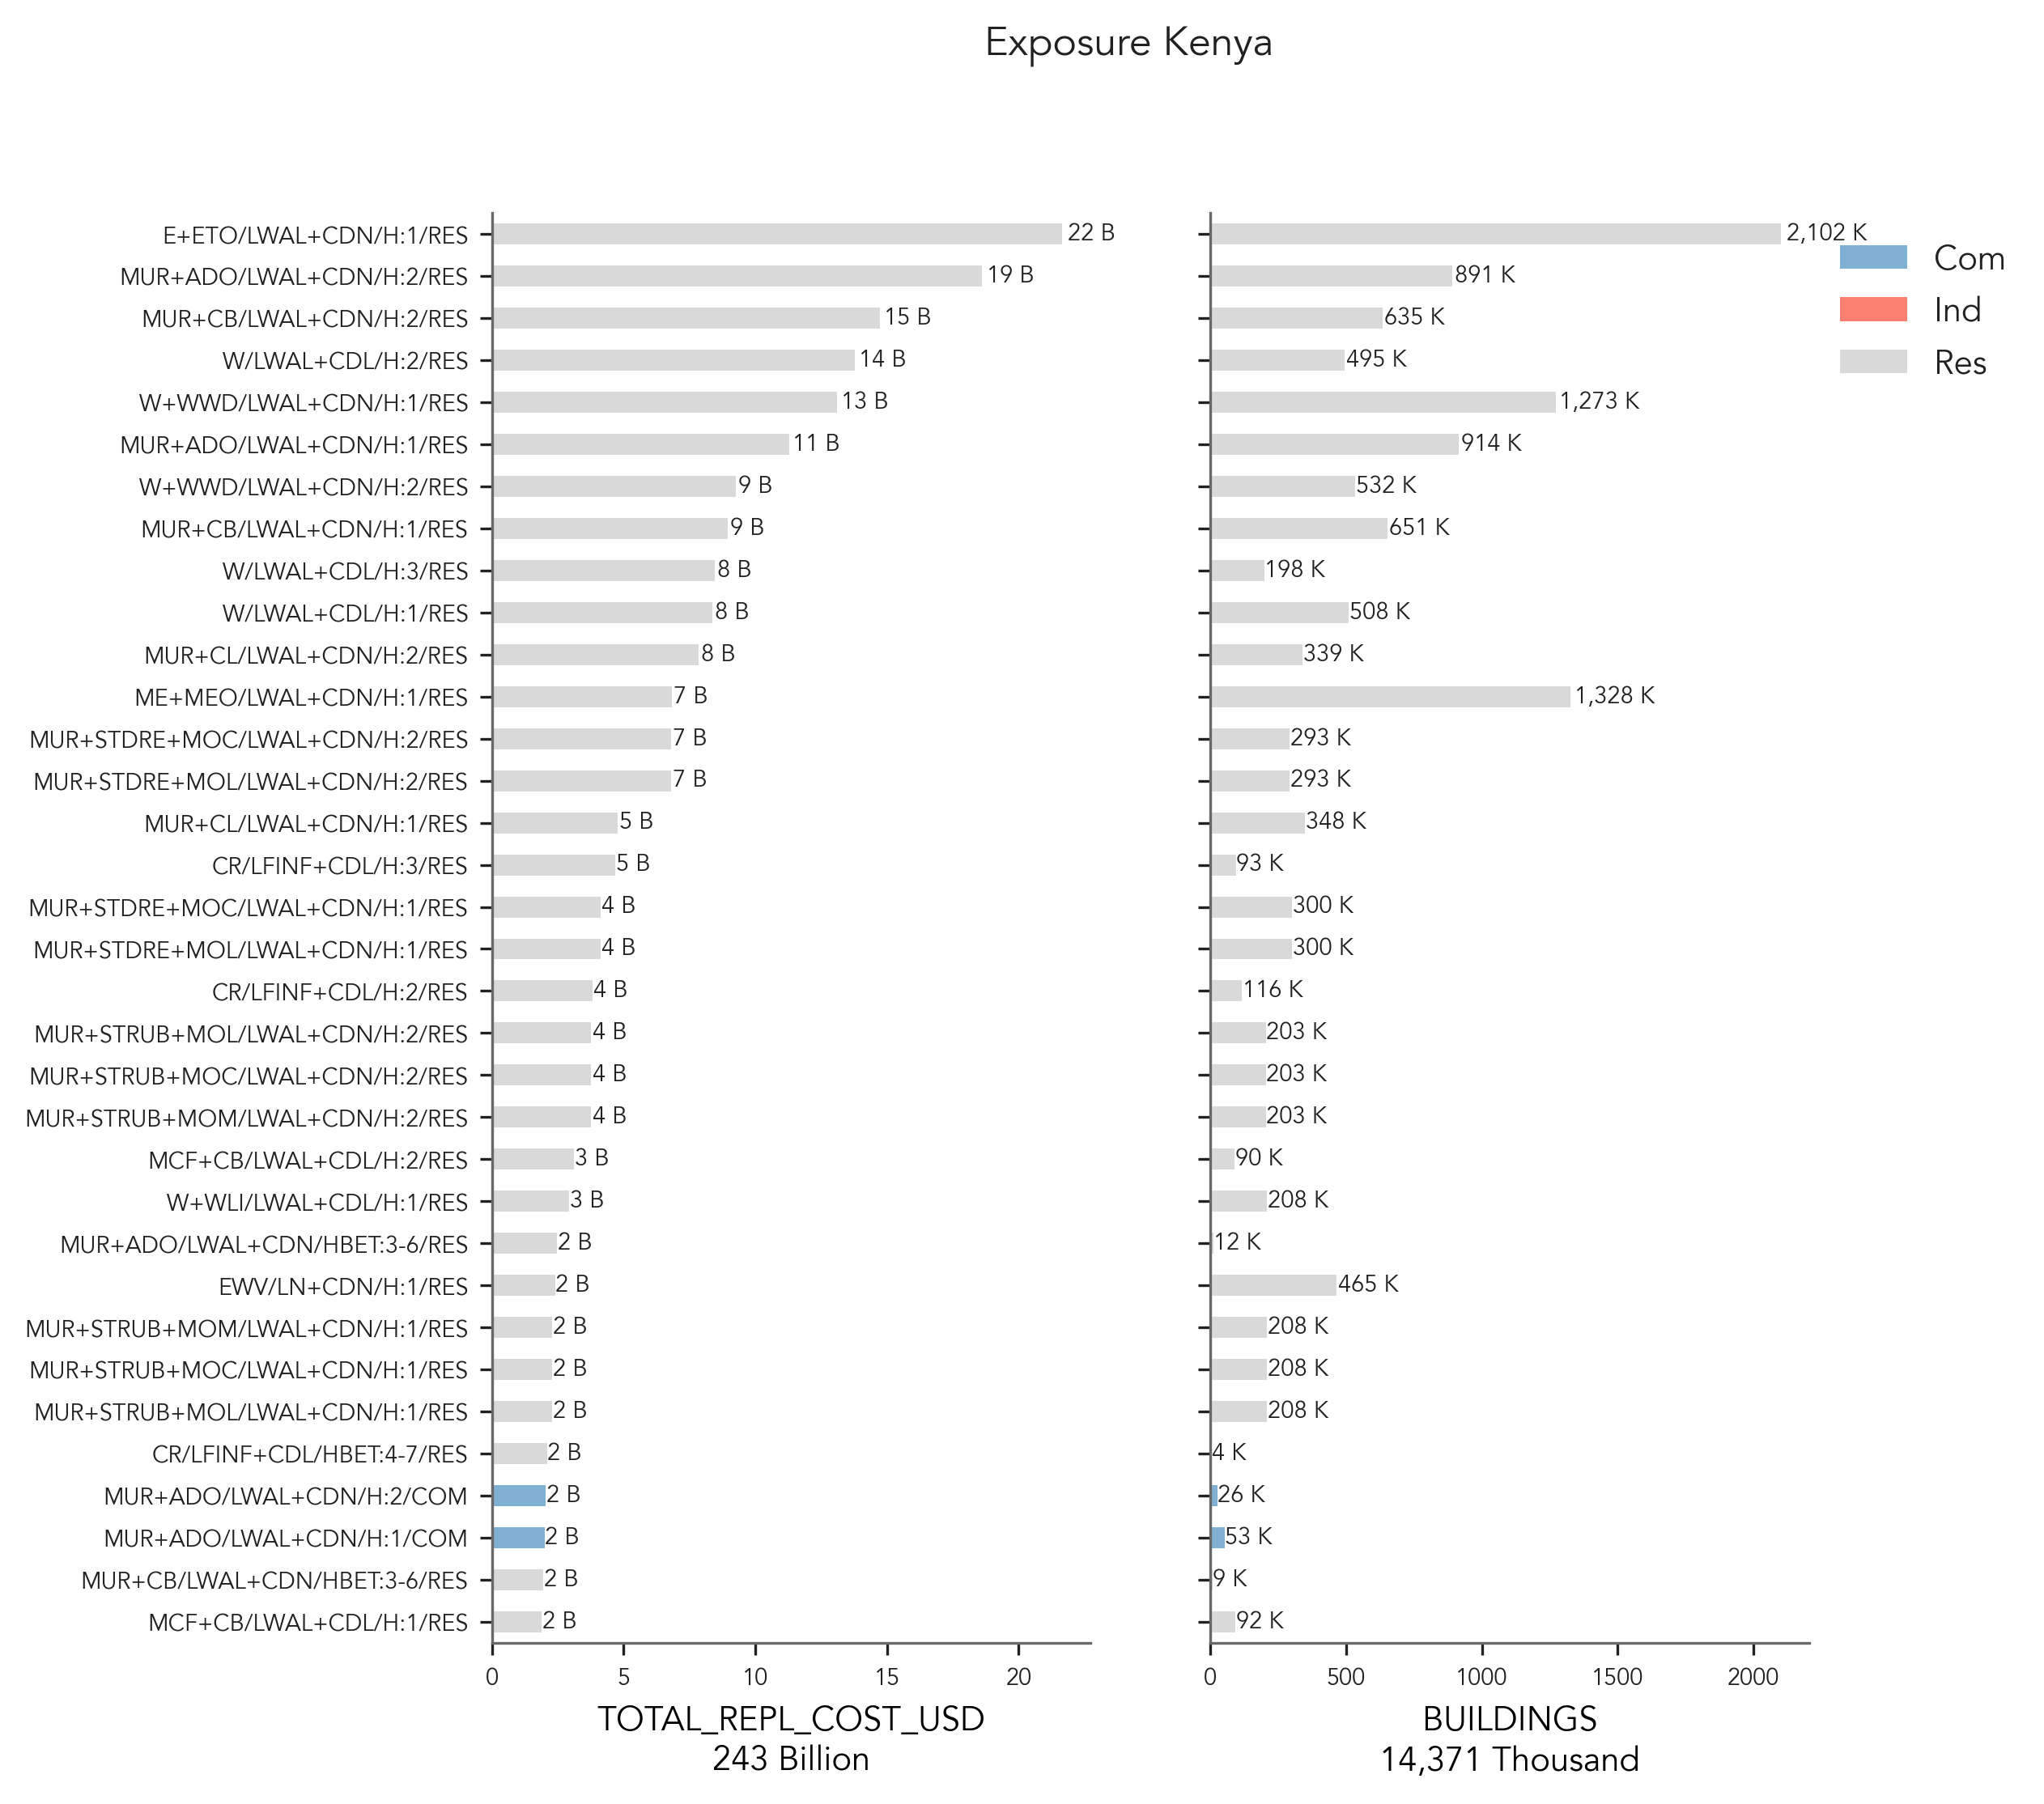 Exposure Kenya
E+ETO/LWAL+CDN/H:1/RES 22 B 2,102 K
MUR+ADO/LWAL+CDN/H:2/RES 19 B 891 K
MUR+CB/LWAL+CDN/H:2/RES 15 B 635 K
W/LWAL+CDL/H:2/RES 14 B 495 K
W+WWD/LWAL+CDN/H:1/RES 13 B 1,273 K
MUR+ADO/LWAL+CDN/H:1/RES 11 B 914 K
W+WWD/LWAL+CDN/H:2/RES 9 B 532 K
MUR+CB/LWAL+CDN/H:1/RES 9 B 651 K
W/LWAL+CDL/H:3/RES 8 B 198 K
W/LWAL+CDL/H:1/RES 8 B 508 K
MUR+CL/LWAL+CDN/H:2/RES 8 B 339 K
ME+MEO/LWAL+CDN/H:1/RES 7 B 1,328 K
MUR+STDRE+MOC/LWAL+CDN/H:2/RES 7 B 293 K
MUR+STDRE+MOL/LWAL+CDN/H:2/RES 7 B 293 K
MUR+CL/LWAL+CDN/H:1/RES 5 B 348 K
CR/LFINF+CDL/H:3/RES 5 B 93 K
MUR+STDRE+MOC/LWAL+CDN/H:1/RES 4 B 300 K
MUR+STDRE+MOL/LWAL+CDN/H:1/RES 4 B 300 K
CR/LFINF+CDL/H:2/RES 4 B 116 K
MUR+STRUB+MOL/LWAL+CDN/H:2/RES 4 B 203 K
MUR+STRUB+MOC/LWAL+CDN/H:2/RES 4 B 203 K
MUR+STRUB+MOM/LWAL+CDN/H:2/RES 4 B 203 K
MCF+CB/LWAL+CDL/H:2/RES 3 B 90 K
W+WLI/LWAL+CDL/H:1/RES 3 B 208 K
MUR+ADO/LWAL+CDN/HBET:3-6/RES 2 B 12 K
EWV/LN+CDN/H:1/RES 2 B 465 K
MUR+STRUB+MOM/LWAL+CDN/H:1/RES 2 B 208 K
MUR+STRUB+MOC/LWAL+CDN/H:1/RES 2 B 208 K
MUR+STRUB+MOL/LWAL+CDN/H:1/RES 2 B 208 K
CR/LFINF+CDL/HBET:4-7/RES 2 B 4 K
MUR+ADO/LWAL+CDN/H:2/COM 2 B 26 K
MUR+ADO/LWAL+CDN/H:1/COM 2 B 53 K
MUR+CB/LWAL+CDN/HBET:3-6/RES 2 B 9 K
MCF+CB/LWAL+CDL/H:1/RES 2 B 92 K
0 5 10 15 20
TOTAL_REPL_COST_USD
243 Billion
0 500 1000 1500 2000
BUILDINGS
14,371 Thousand
Com
Ind
Res